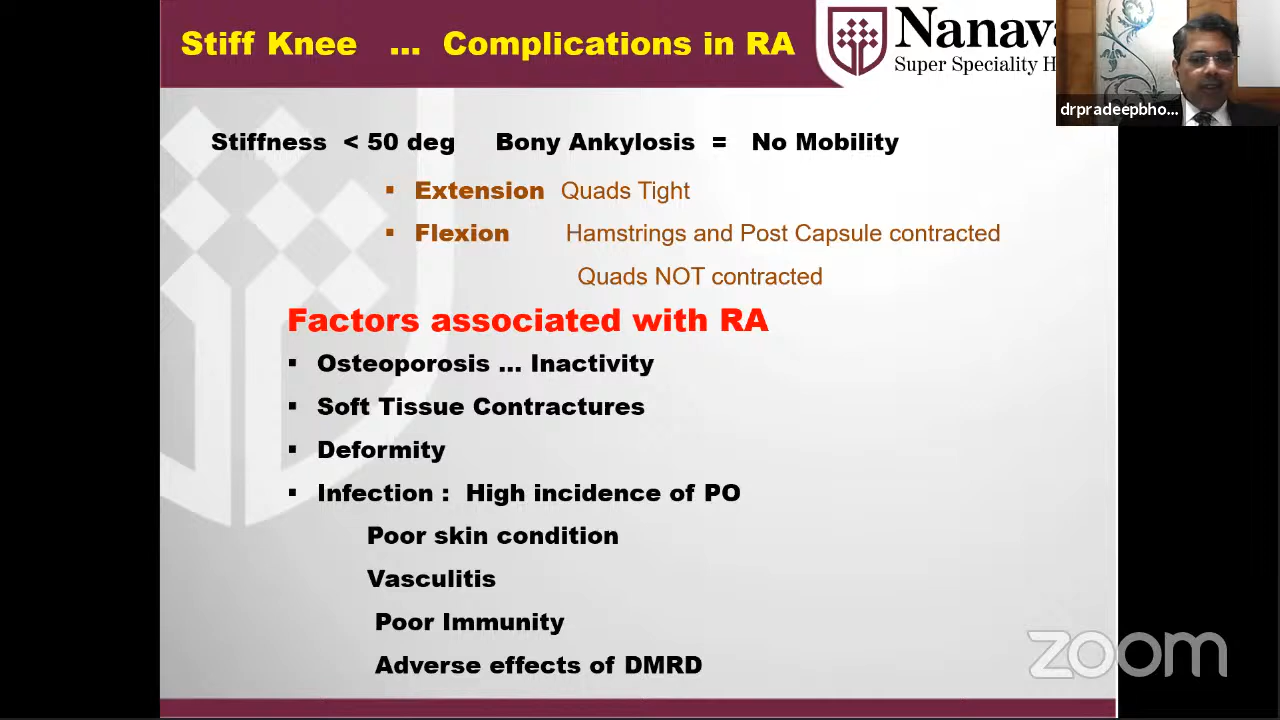 Stiff Knee ... Complications in RA
Nanava
Super Speciality H
drpradeepbho...
Stiffness < 50 deg Bony Ankylosis = No Mobility
▪ Extension Quads Tight
▪ Flexion Hamstrings and Post Capsule contracted
Quads NOT contracted
Factors associated with RA
▪ Osteoporosis ... Inactivity
▪ Soft Tissue Contractures
▪ Deformity
▪ Infection : High incidence of PO
Poor skin condition
Vasculitis
Poor Immunity
Adverse effects of DMRD
zoom